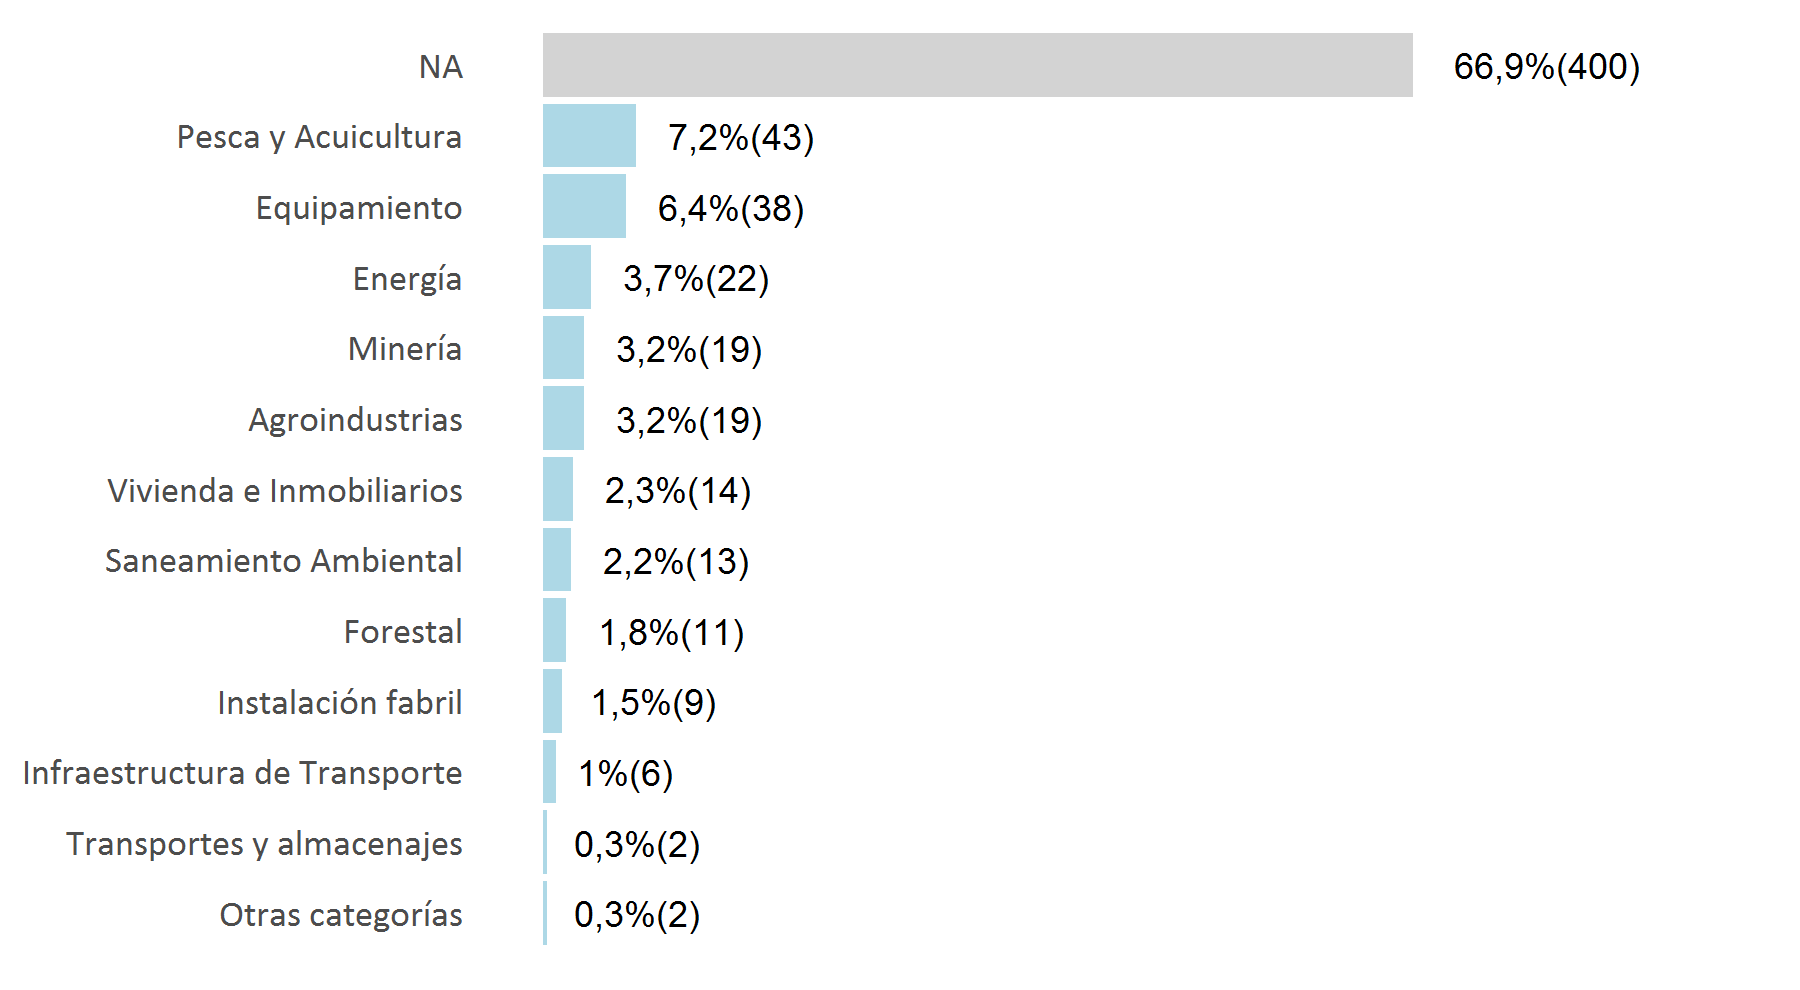 NA 66,9%(400)
Pesca y Acuicultura 7,2%(43)
Equipamiento 6,4%(38)
Energía 3,7%(22)
Minería 3,2%(19)
Agroindustrias 3,2%(19)
Vivienda e Inmobiliarios 2,3%(14)
Saneamiento Ambiental 2,2%(13)
Forestal 1,8%(11)
Instalación fabril 1,5%(9)
Infraestructura de Transporte 1%(6)
Transportes y almacenajes 0,3%(2)
Otras categorías 0,3%(2)